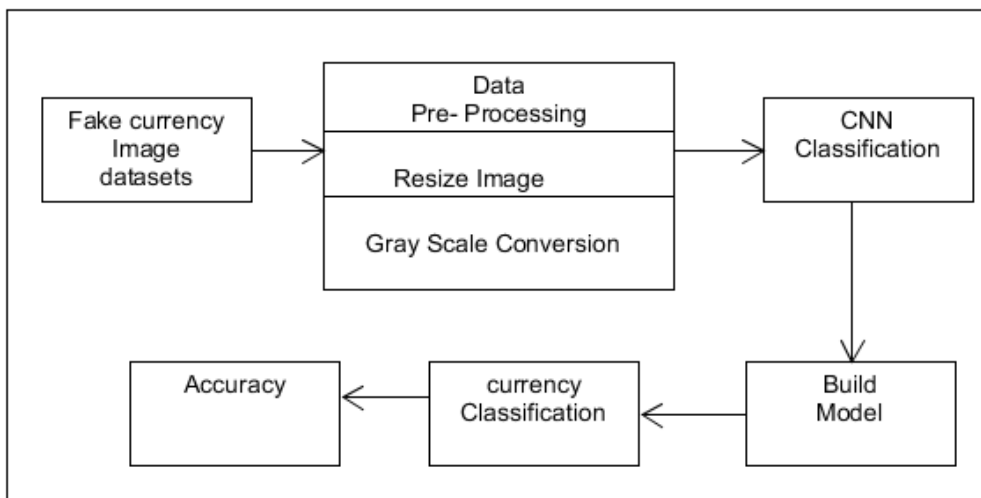 Fake currency
Image
datasets
Data
Pre- Processing
Resize Image
Gray Scale Conversion
CNN
Classification
Build
Model
currency
Classification
Accuracy